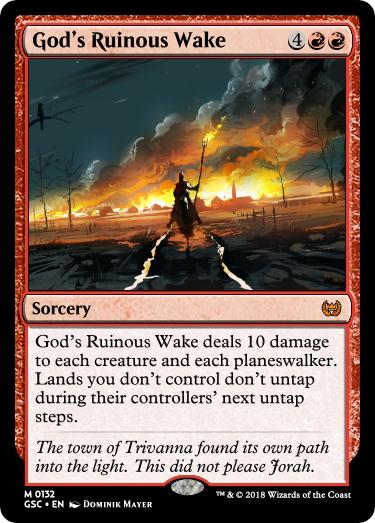 God's Ruinous Wake 4
Sorcery
God's Ruinous Wake deals 10 damage
to each creature and each planeswalker.
Lands you don't control don't untap
during their controllers' next untap
steps.
The town of Trivanna found its own path
into the light. This did not please Jorah.
M 0132
GSC • EN Dominik Mayer
™ & © 2018 Wizards of the Coast